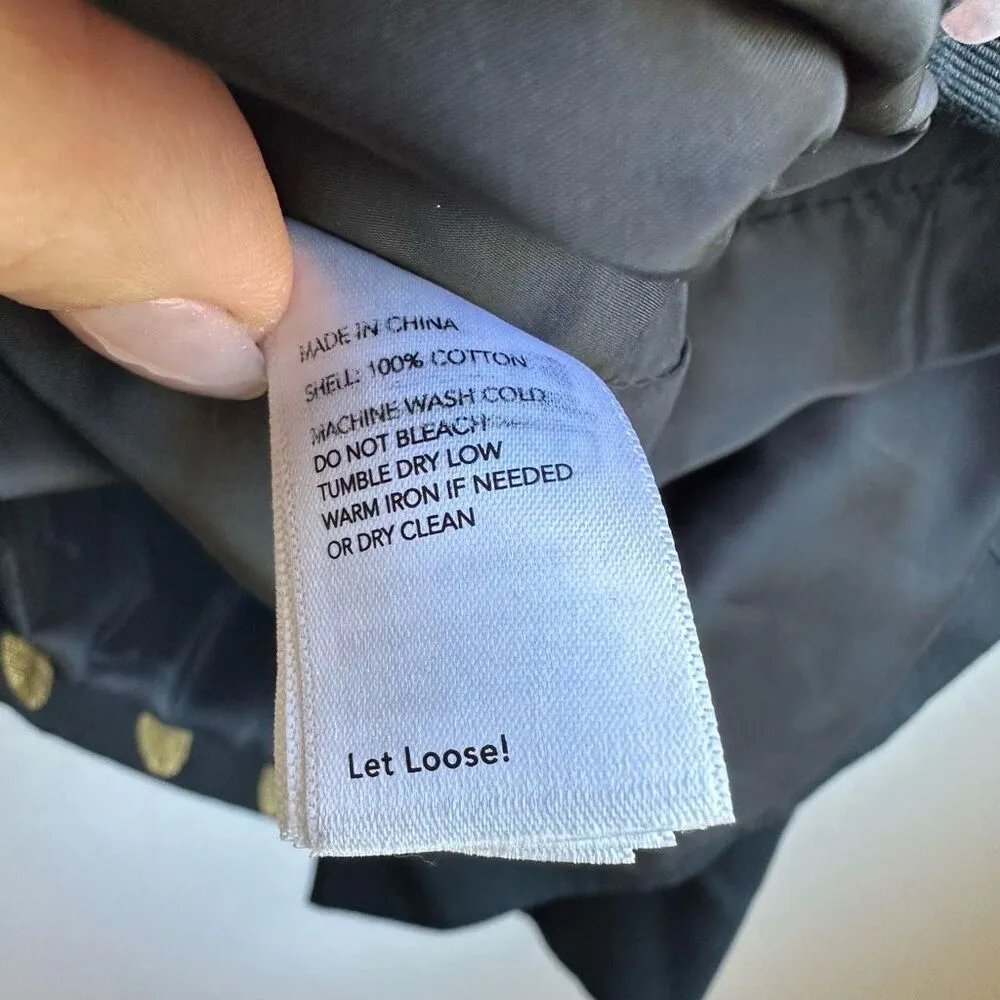 MADE IN CHINA
SHELL: 100% COTTON
MACHINE WASH COLD
DO NOT BLEACH
TUMBLE DRY LOW
WARM IRON IF NEEDED
OR DRY CLEAN
Let Loose!